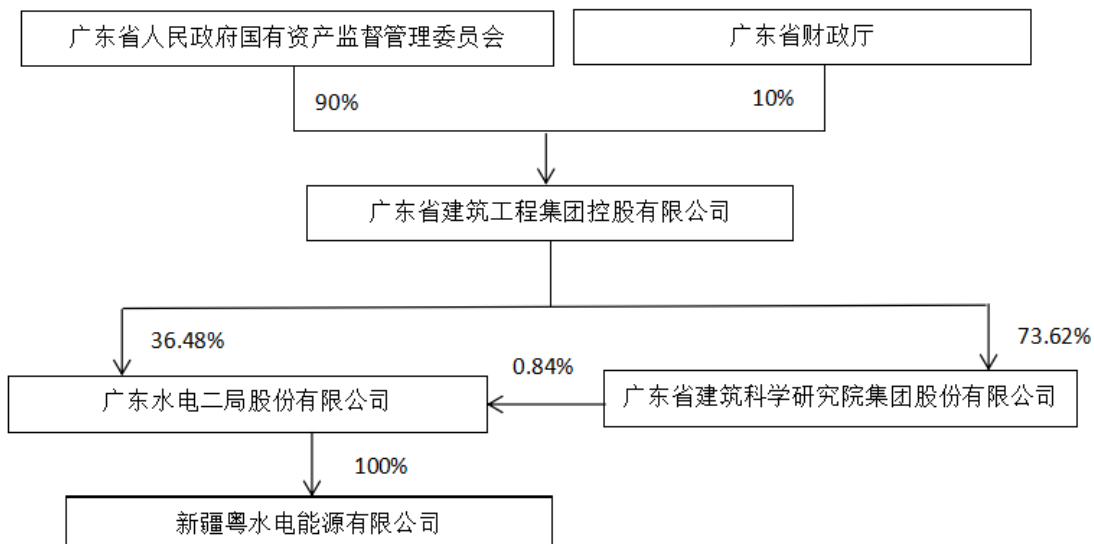 广东省人民政府国有资产监督管理委员会
广东省财政厅
90%
10%
广东省建筑工程集团控股有限公司
36.48%
73.62%
0.84%
广东水电二局股份有限公司
广东省建筑科学研究院集团股份有限公司
100%
新疆粤水电能源有限公司